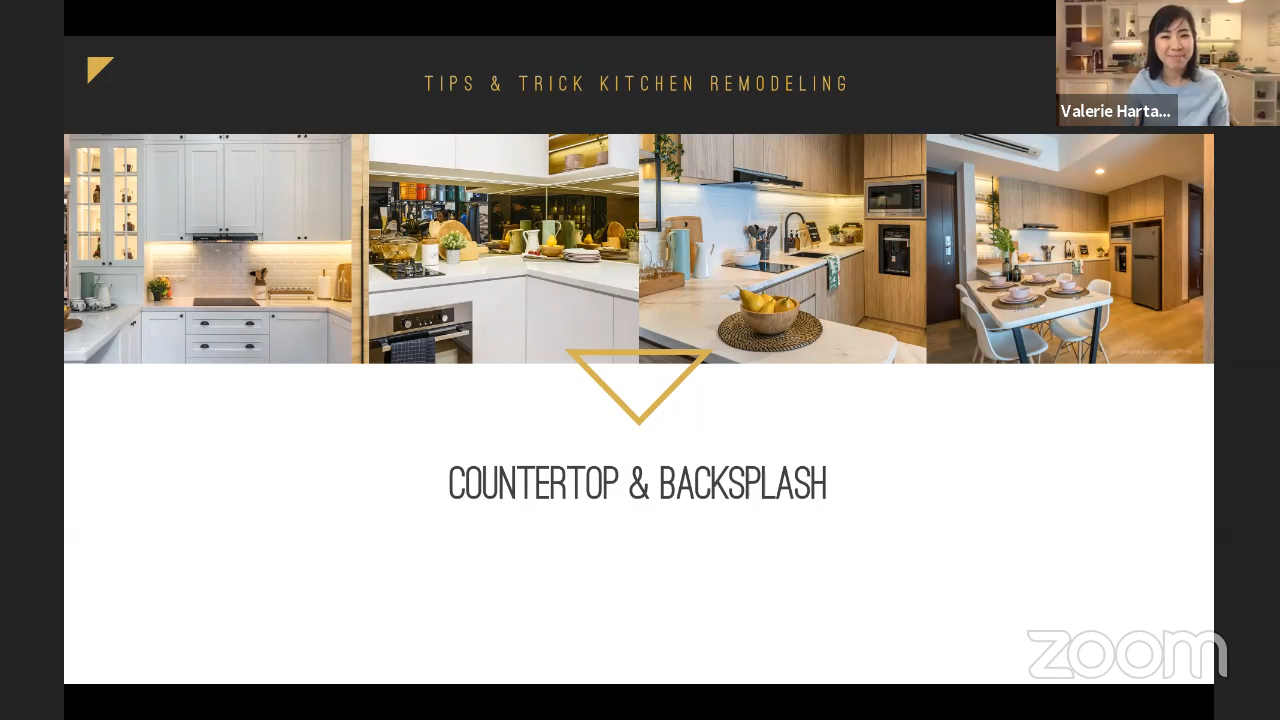 TIPS & TRICK KITCHEN REMODELING
Valerie Harta...
COUNTERTOP & BACKSPLASH
zoom